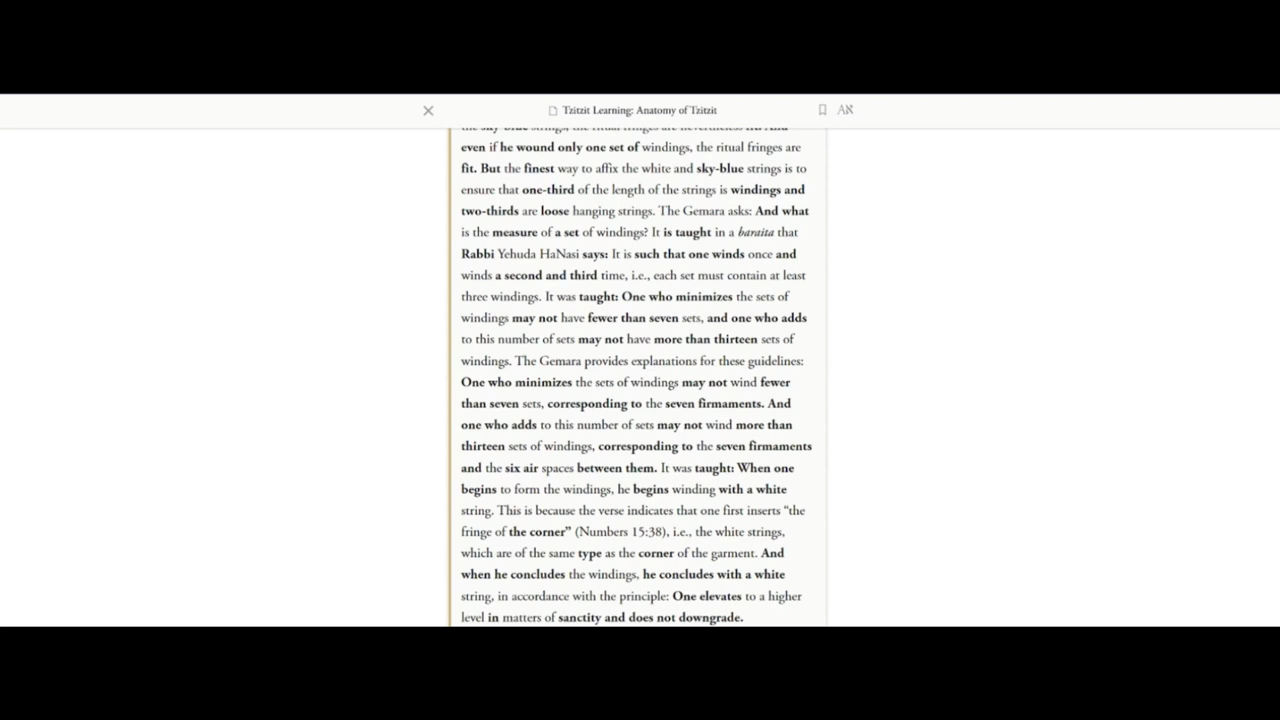 Tzitzit Learning: Anatomy of Tzitzit
Aא
the sky-blue strings, the ritual fringes are nevertheless fit. And
even if he wound only one set of windings, the ritual fringes are
fit. But the finest way to affix the white and sky-blue strings is to
ensure that one-third of the length of the strings is windings and
two-thirds are loose hanging strings. The Gemara asks: And what
is the measure of a set of windings? It is taught in a baraita that
Rabbi Yehuda HaNasi says: It is such that one winds once and
winds a second and third time, i.e., each set must contain at least
three windings. It was taught: One who minimizes the sets of
windings may not have fewer than seven sets, and one who adds
to this number of sets may not have more than thirteen sets of
windings. The Gemara provides explanations for these guidelines:
One who minimizes the sets of windings may not wind fewer
than seven sets, corresponding to the seven firmaments. And
one who adds to this number of sets may not wind more than
thirteen sets of windings, corresponding to the seven firmaments
and the six air spaces between them. It was taught: When one
begins to form the windings, he begins winding with a white
string. This is because the verse indicates that one first inserts “the
fringe of the corner” (Numbers 15:38), i.e., the white strings,
which are of the same type as the corner of the garment. And
when he concludes the windings, he concludes with a white
string, in accordance with the principle: One elevates to a higher
level in matters of sanctity and does not downgrade.